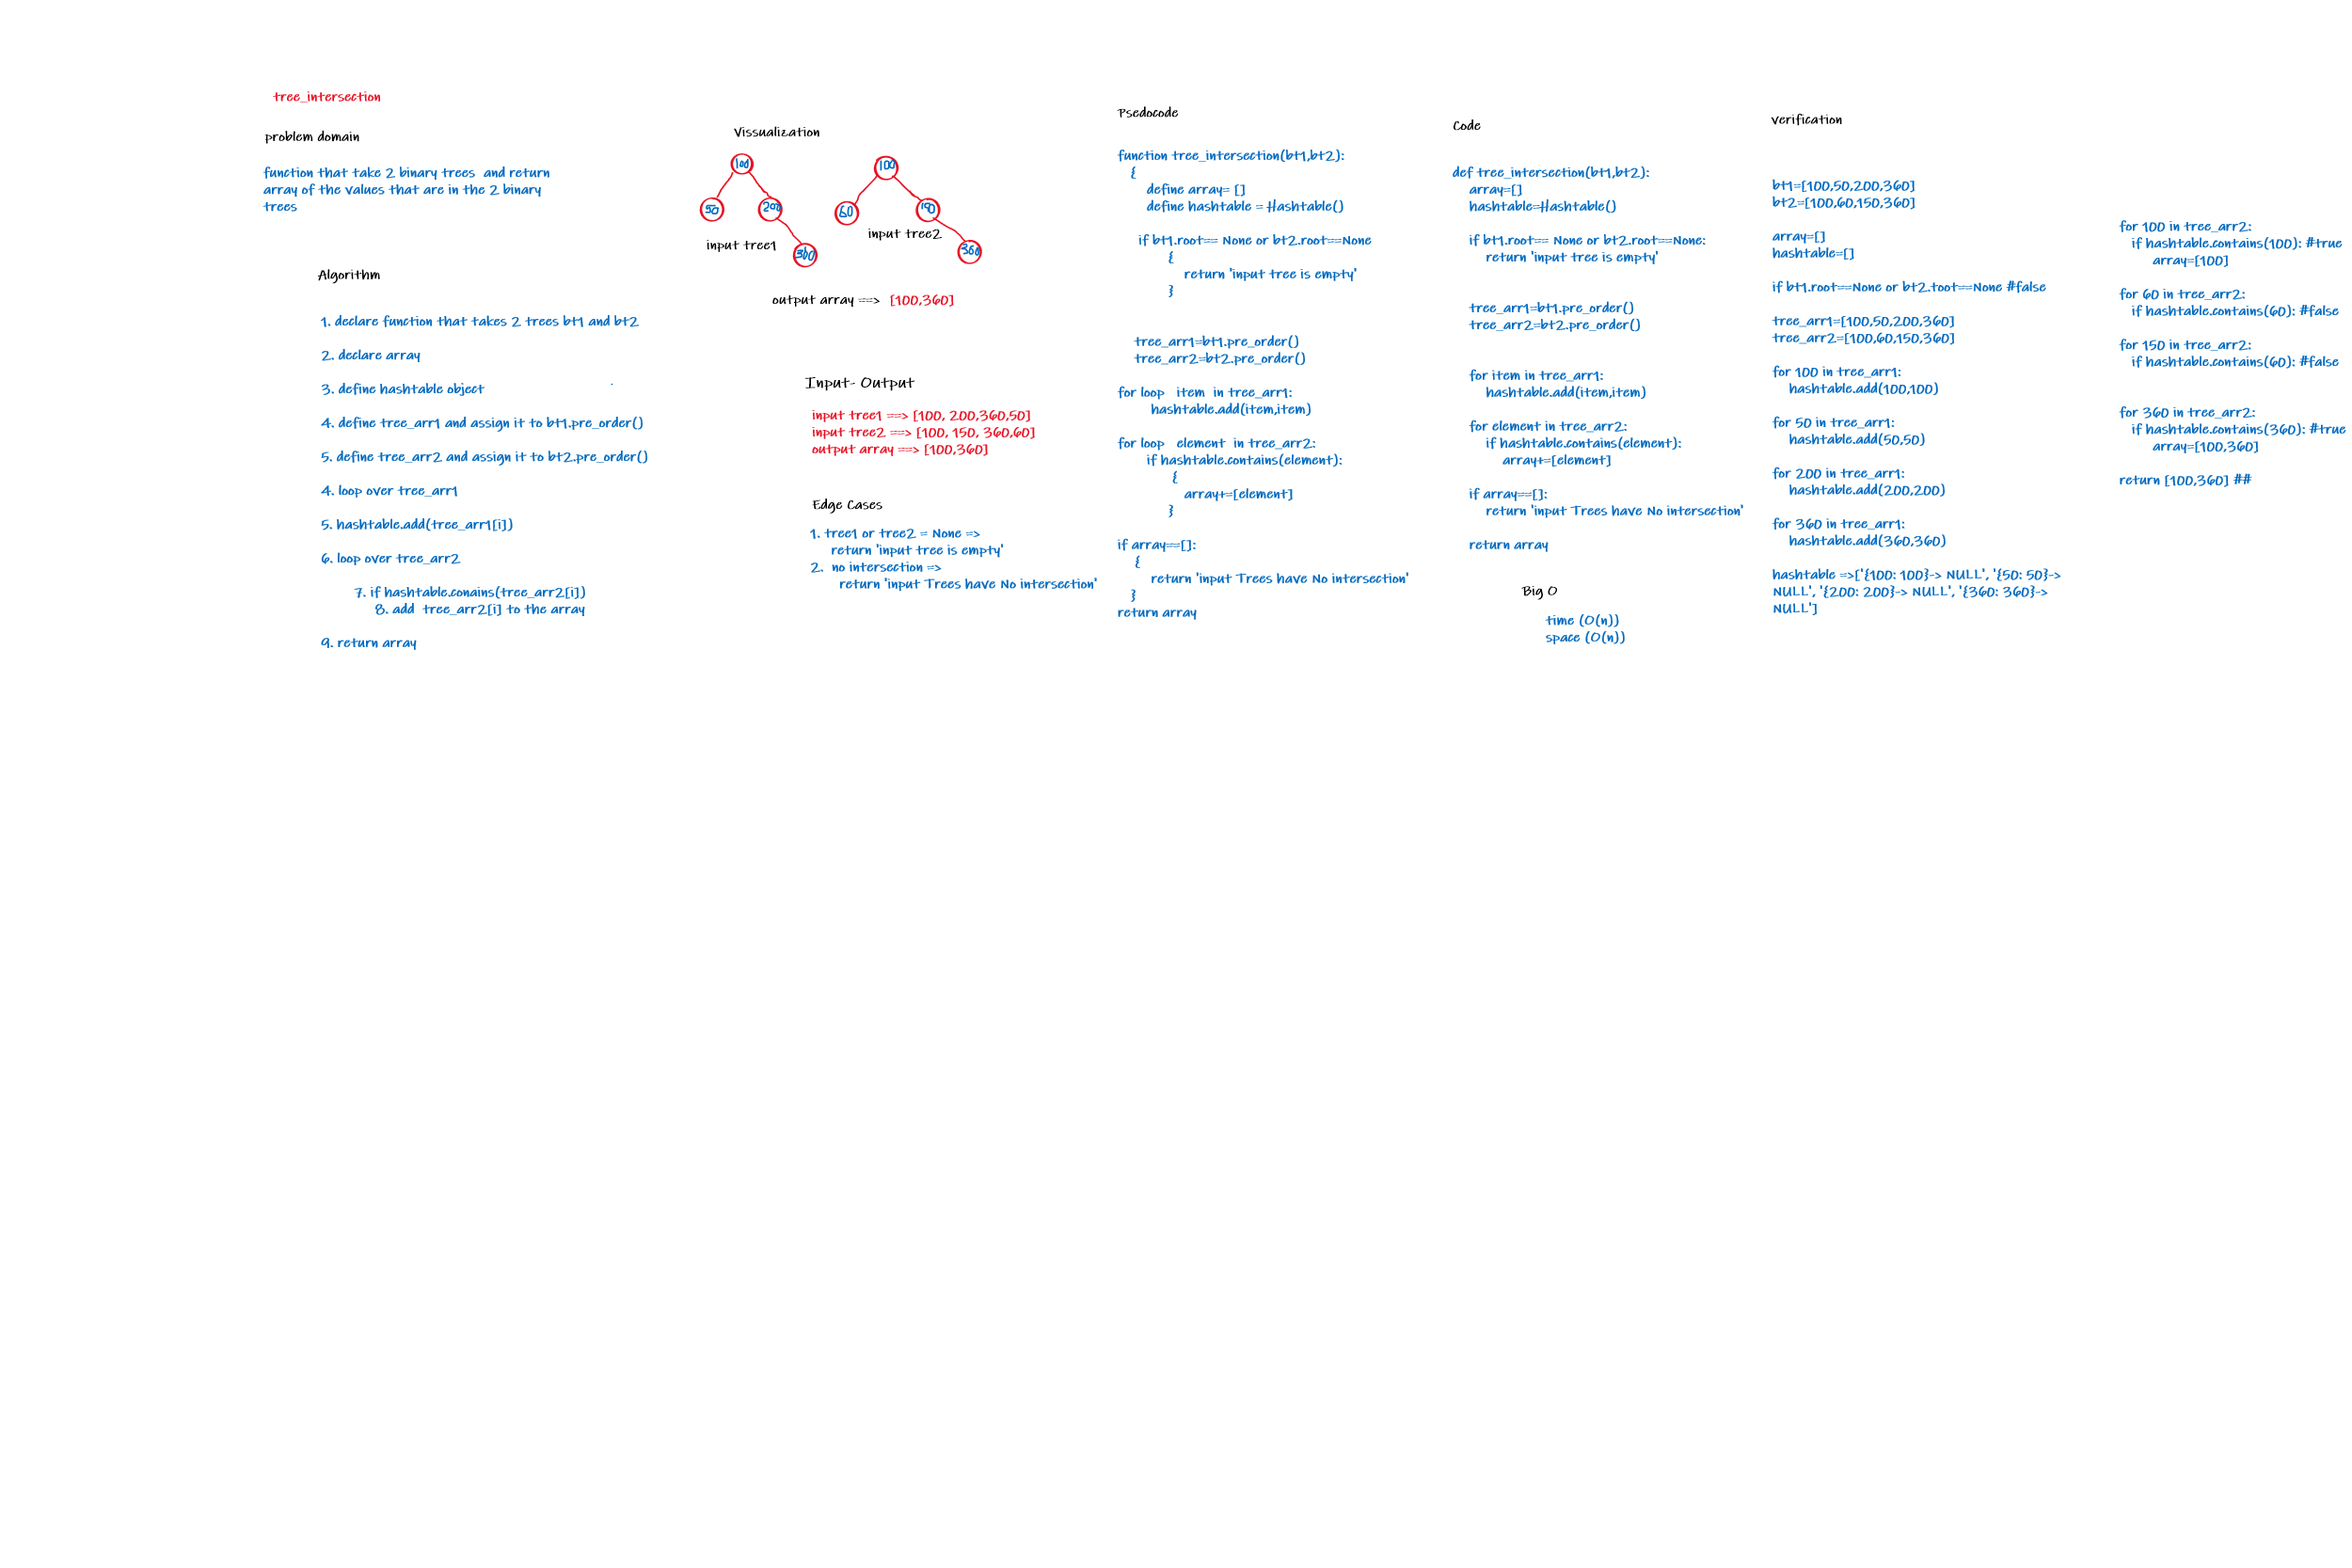 tree_intersection
problem domain
function that take 2 binary trees  and return
array of the values that are in the 2 binary
trees
Algorithm
1. declare function that takes 2 trees bt1 and bt2
2. declare array
3. define hashtable object
4. define tree_arr1 and assign it to bt1.pre_order()
5. define tree_arr2 and assign it to bt2.pre_order()
4. loop over tree_arr1
5. hashtable.add(tree_arr1[i])
6. loop over tree_arr2
7. if hashtable.conains(tree_arr2[i])
8. add  tree_arr2[i] to the array
9. return array
Vissualization
100
50
200
360
input tree1
100
60
150
360
input tree2
output array ==>  [100,360]
Input- Output
input tree1 ==> [100, 200,360,50]
input tree2 ==> [100, 150, 360,60]
output array ==> [100,360]
Edge Cases
1. tree1 or tree2 = None =>
return 'input tree is empty'
2.  no intersection =>
return 'input Trees have No intersection'
Psedocode
function tree_intersection(bt1,bt2):
{
define array= []
define hashtable = Hashtable()
if bt1.root== None or bt2.root==None
{
return 'input tree is empty'
}
tree_arr1=bt1.pre_order()
tree_arr2=bt2.pre_order()
for loop  item  in tree_arr1:
hashtable.add(item,item)
for loop  element  in tree_arr2:
if hashtable.contains(element):
{
array+=[element]
}
if array==[]:
{
return 'input Trees have No intersection'
}
return array
Code
def tree_intersection(bt1,bt2):
array=[]
hashtable=Hashtable()
if bt1.root== None or bt2.root==None:
return 'input tree is empty'
tree_arr1=bt1.pre_order()
tree_arr2=bt2.pre_order()
for item in tree_arr1:
hashtable.add(item,item)
for element in tree_arr2:
if hashtable.contains(element):
array+=[element]
if array==[]:
return 'input Trees have No intersection'
return array
Big O
time (O(n))
space (O(n))
verification
bt1=[100,50,200,360]
bt2=[100,60,150,360]
array=[]
hashtable=[]
if bt1.root==None or bt2.toot==None #false
tree_arr1=[100,50,200,360]
tree_arr2=[100,60,150,360]
for 100 in tree_arr1:
hashtable.add(100,100)
for 50 in tree_arr1:
hashtable.add(50,50)
for 200 in tree_arr1:
hashtable.add(200,200)
for 360 in tree_arr1:
hashtable.add(360,360)
hashtable =>['{100: 100}-> NULL', '{50: 50}->
NULL', '{200: 200}-> NULL', '{360: 360}->
NULL']
for 100 in tree_arr2:
if hashtable.contains(100): #true
array=[100]
for 60 in tree_arr2:
if hashtable.contains(60): #false
for 150 in tree_arr2:
if hashtable.contains(60): #false
for 360 in tree_arr2:
if hashtable.contains(360): #true
array=[100,360]
return [100,360] ##